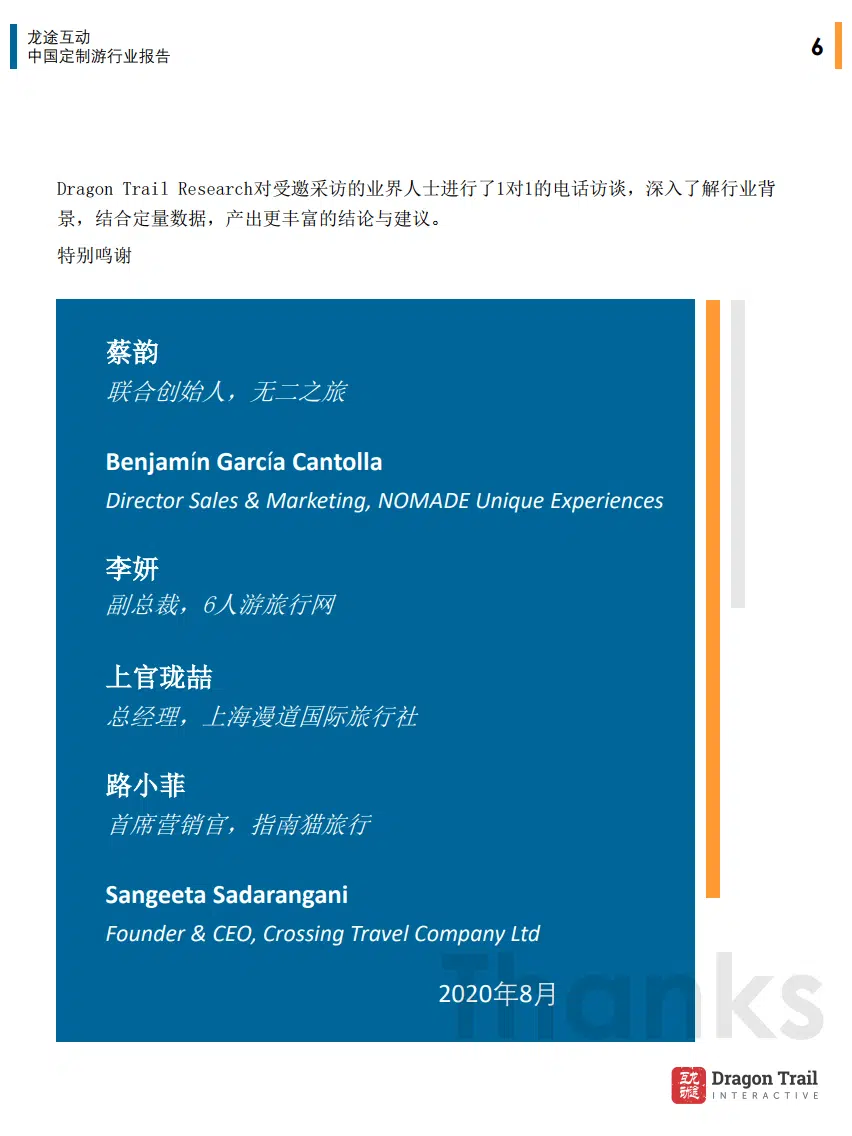 龙途互动
中国定制游行业报告
6
Dragon Trail Research对受邀采访的业界人士进行了1对1的电话访谈，深入了解行业背
景，结合定量数据，产出更丰富的结论与建议。
特别鸣谢
蔡韵
联合创始人，无二之旅
Benjamín García Cantolla
Director Sales & Marketing, NOMADE Unique Experiences
李妍
副总裁，6人游旅行网
上官珑喆
总经理，上海漫道国际旅行社
路小菲
首席营销官，指南猫旅行
Sangeeta Sadarangani
Founder & CEO, Crossing Travel Company Ltd
Thanks
2020年8月
龙途互动
Dragon Trail
INTERACTIVE